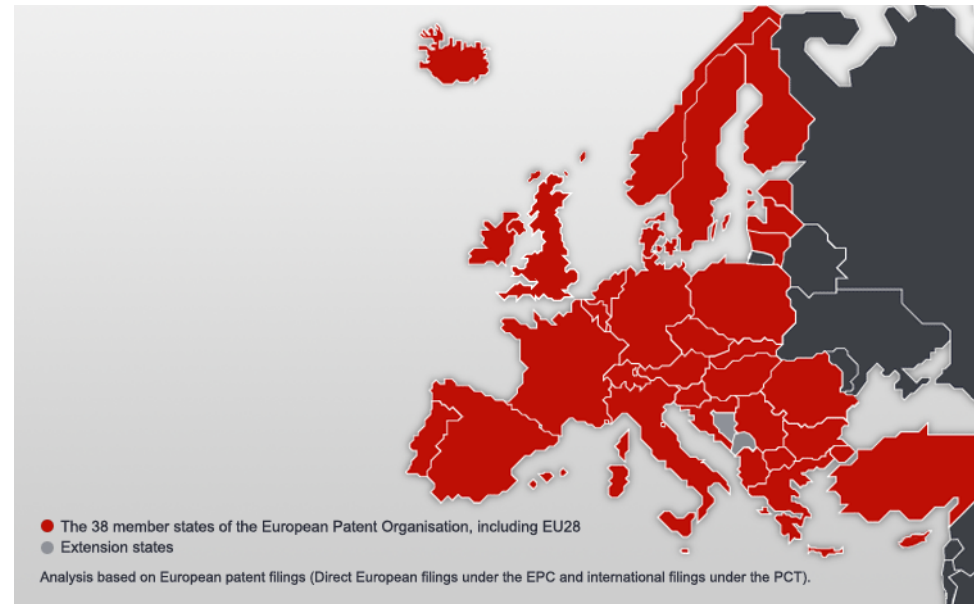 The 38 member states of the European Patent Organisation, including EU28
Extension states
Analysis based on European patent filings (Direct European filings under the EPC and international filings under the PCT).